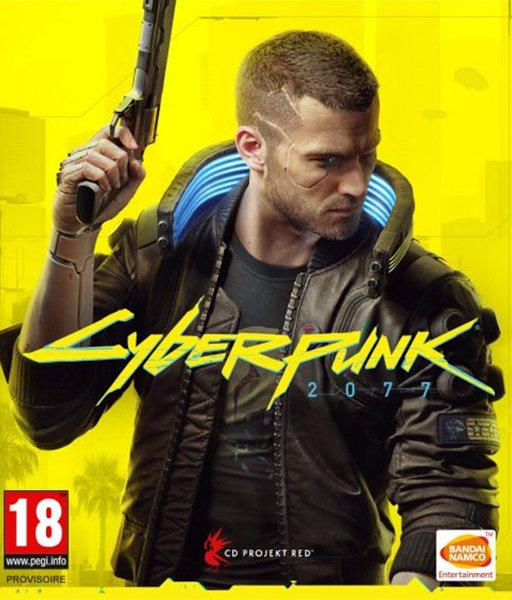 CYBERPUNK
2077
18
www.pegi.info
PROVISOIRE
CD PROJEKT RED
BANDAI
NAMCO
Entertainment